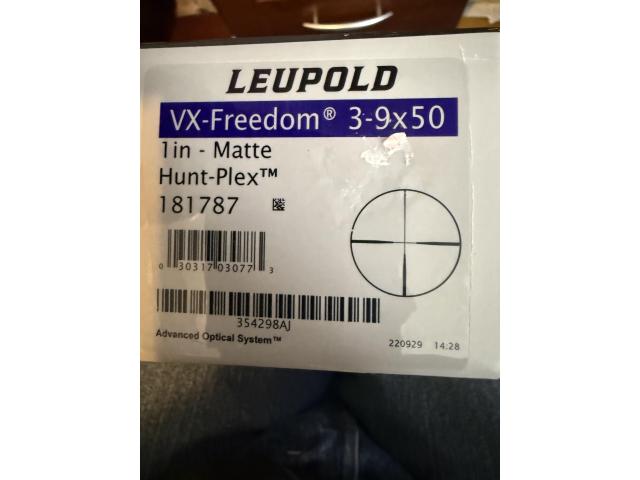 LEUPOLD
VX-Freedom® 3-9x50
1in - Matte
Hunt-Plex™
181787
0 30317 03077 3
354298AJ
Advanced Optical System™
220929 14:28